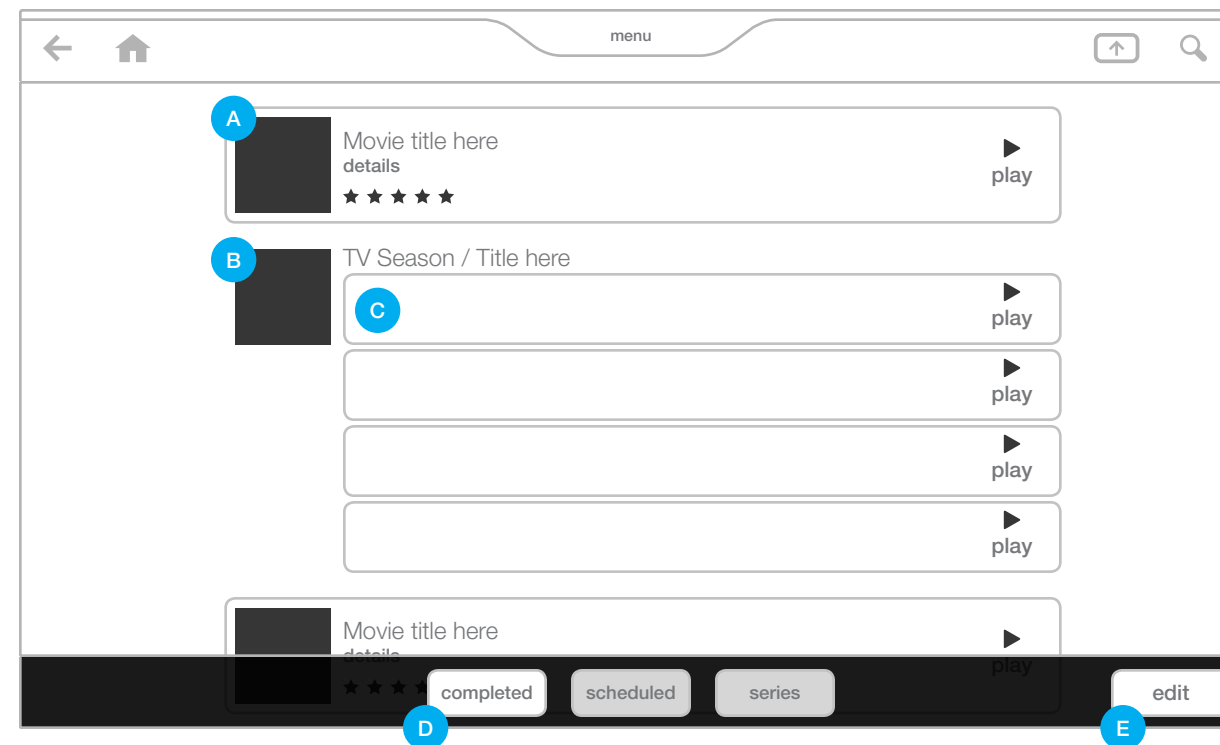 menu
A
Movie title here
details
play
B
TV Season / Title here
C
play
play
play
play
Movie title here
details
play
completed
scheduled
series
edit
D
E